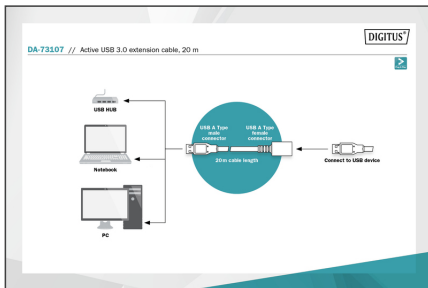 DIGITUS®
DA-73107 // Active USB 3.0 extension cable, 20 m
USB HUB
USB A Type
male
connector
USB A Type
female
connector
20m cable length
Notebook
Connect to USB device
PC